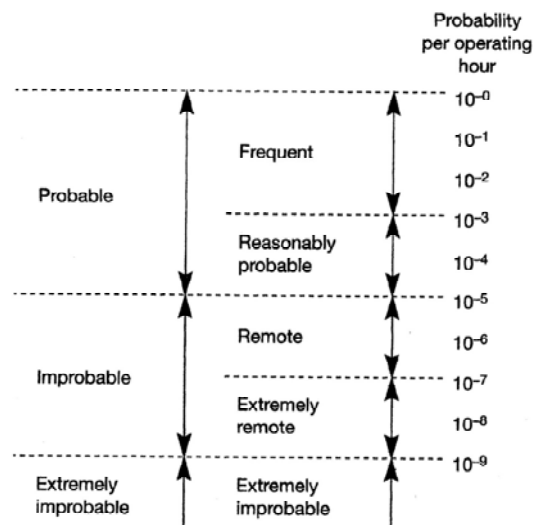 Probability
per operating
hour
10⁻⁰
10⁻¹
Frequent
10⁻²
Probable
10⁻³
Reasonably
probable
10⁻⁴
10⁻⁵
Remote
10⁻⁶
Improbable
10⁻⁷
Extremely
remote
10⁻⁸
10⁻⁹
Extremely
improbable
Extremely
improbable